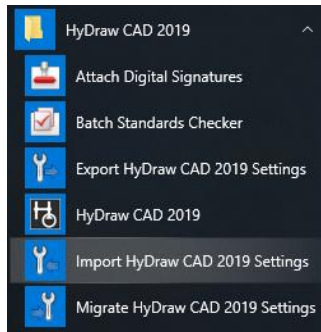 HyDraw CAD 2019
Attach Digital Signatures
Batch Standards Checker
Export HyDraw CAD 2019 Settings
HyDraw CAD 2019
Import HyDraw CAD 2019 Settings
Migrate HyDraw CAD 2019 Settings